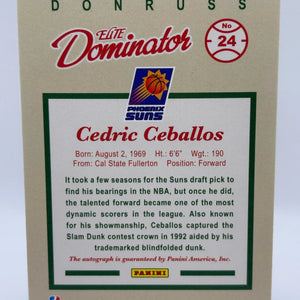 DONRUSS
ELITE
Dominator
No
24
PHOENIX
SUNS
Cedric Ceballos
Born: August 2, 1969 Ht.: 6'6" Wgt.: 190
From: Cal State Fullerton Position: Forward
It took a few seasons for the Suns draft pick to
find his bearings in the NBA, but once he did,
the talented forward became one of the most
dynamic scorers in the league. Also known for
his showmanship, Ceballos captured the
Slam Dunk contest crown in 1992 aided by his
trademarked blindfolded dunk.
The autograph is guaranteed by Panini America, Inc.
PANINI